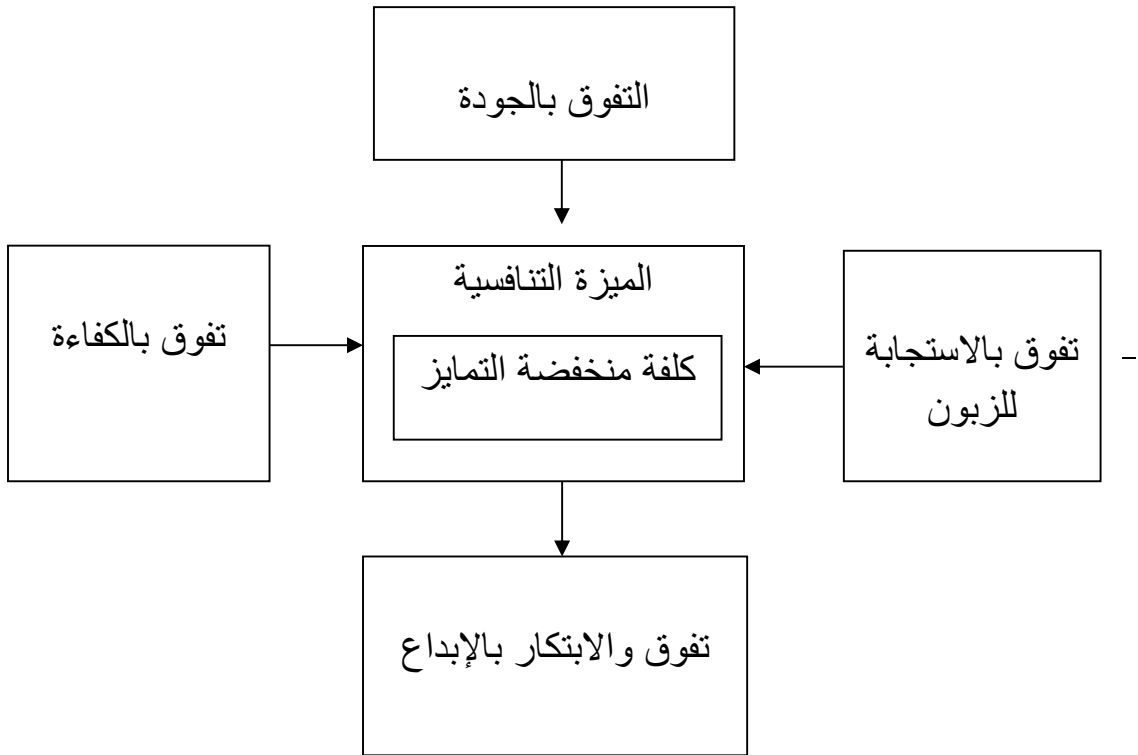 التفوق بالجودة
الميزة التنافسية
تفوق بالاستجابة
للزبون
كلفة منخفضة التمايز
تفوق بالكفاءة
تفوق والابتكار بالإبداع